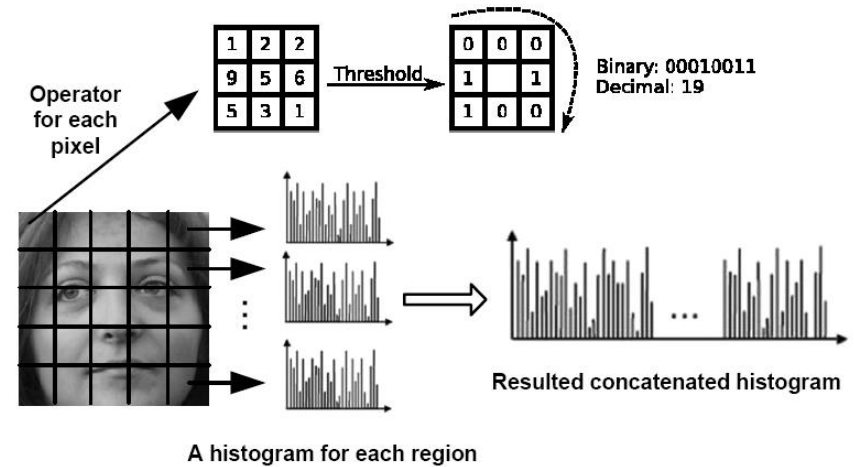 1 2 2
9 5 6
5 3 1
Threshold
0 0 0
1 1
1 0 0
Binary: 00010011
Decimal: 19
Operator
for each
pixel
...
...
Resulted concatenated histogram
A histogram for each region